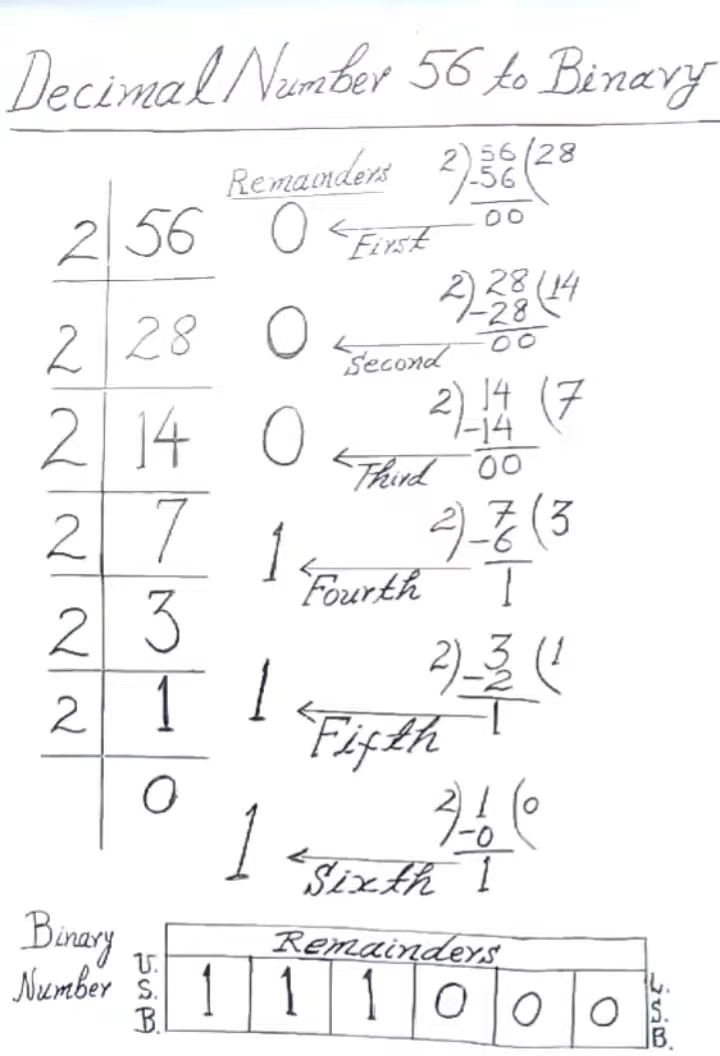 Decimal Number 56 to Binary
Remainders
2) 56 (28
-56
00
2 56 0 First
2) 28 (14
-28
00
2 28 0 Second
2) 14 (7
-14
00
2 14 0 Third
2) 7 (3
-6
1
2 7 1 Fourth
2) 3 (1
-2
1
2 3 1 Fifth
2 1
2) 1 (0
-0
1
0 1 Sixth
Binary Number
Remainders
U.S.B. 1 1 1 0 0 0 L.S.B.